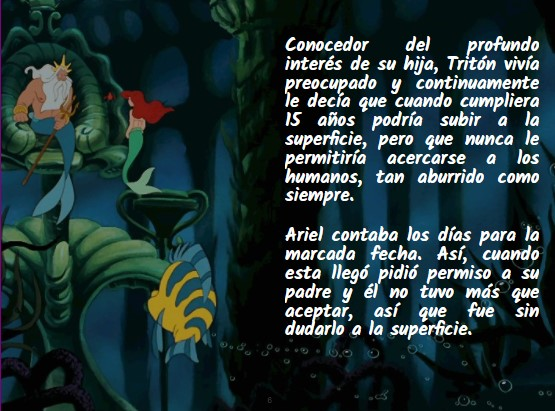 Conocedor del profundo
interés de su hija, Tritón vivía
preocupado y continuamente
le decía que cuando cumpliera
15 años podría subir a la
superficie, pero que nunca le
permitiría acercarse a los
humanos, tan aburrido como
siempre.
Ariel contaba los días para la
marcada fecha. Así, cuando
esta llegó pidió permiso a su
padre y él no tuvo más que
aceptar, así que fue sin
dudarlo a la superficie.